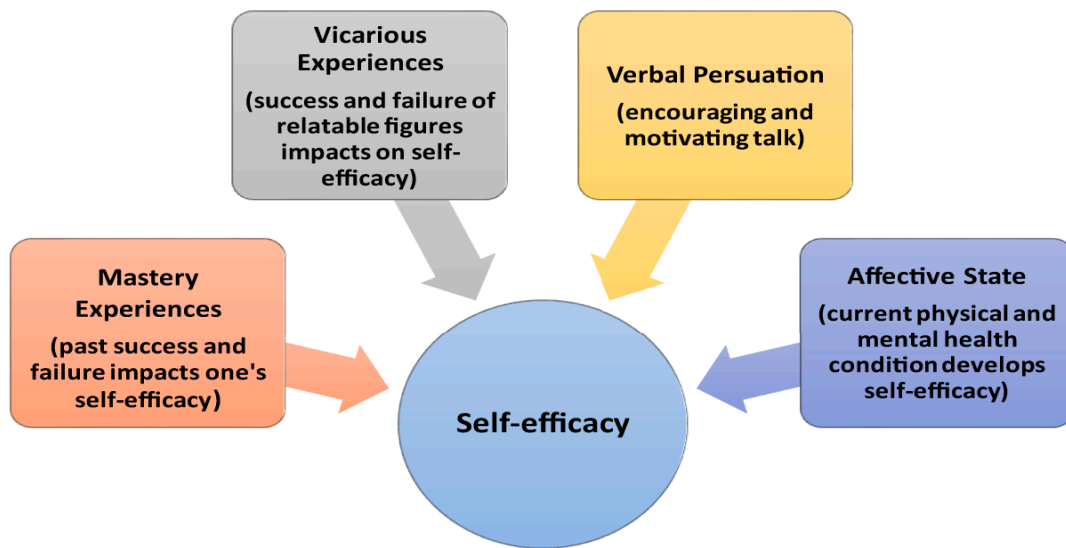 Vicarious
Experiences
(success and failure of
relatable figures
impacts on self-
efficacy)
Verbal Persuation
(encouraging and
motivating talk)
Mastery
Experiences
(past success and
failure impacts one's
self-efficacy)
Affective State
(current physical and
mental health
condition develops
self-efficacy)
Self-efficacy